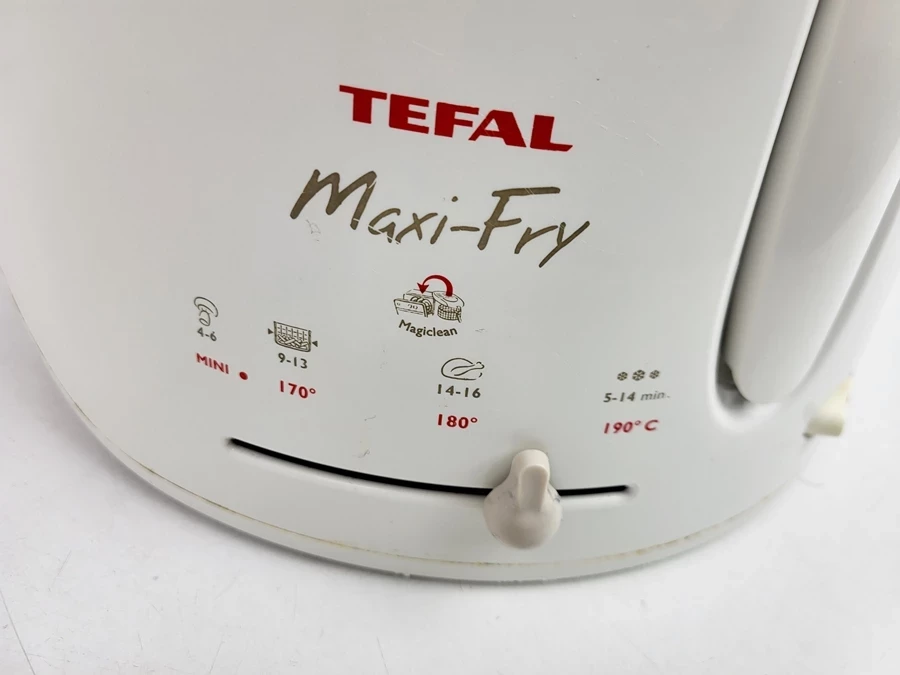 TEFAL
Maxi-Fry
Magiclean
4-6
MINI •
9-13
170°
14-16
180°
5-14 min.
190° C